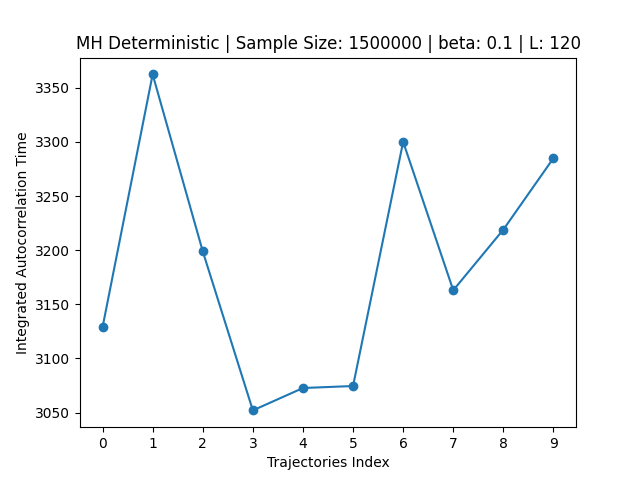 MH Deterministic | Sample Size: 1500000 | beta: 0.1 | L: 120
Integrated Autocorrelation Time
3350
3300
3250
3200
3150
3100
3050
0 1 2 3 4 5 6 7 8 9
Trajectories Index